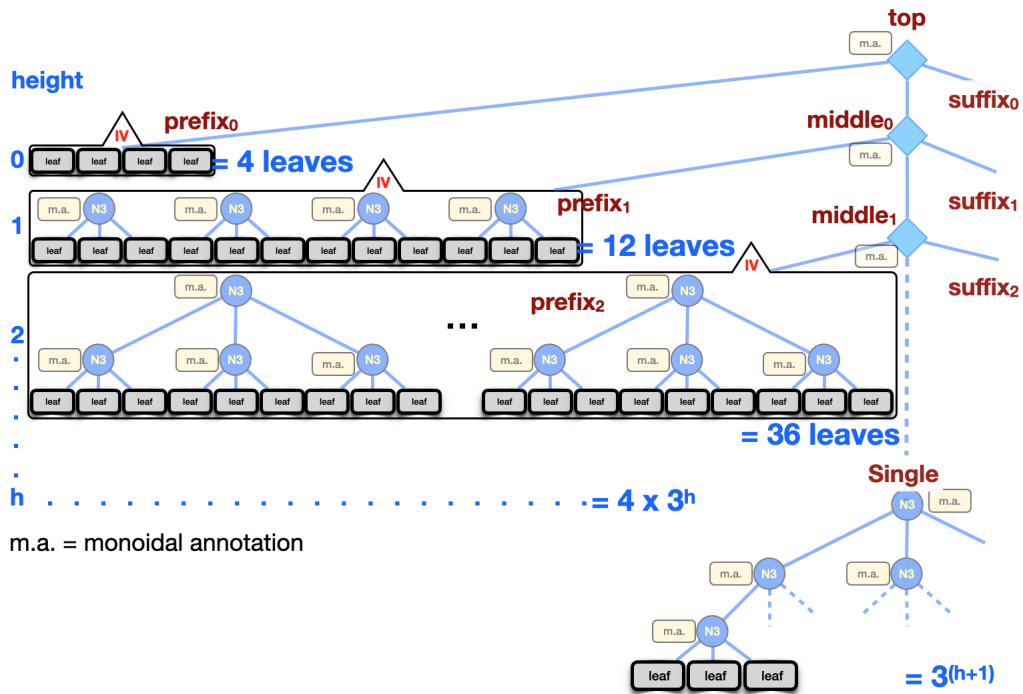 top
m.a.
height
suffix₀
IV
prefix₀
middle₀
0
leaf leaf leaf leaf
= 4 leaves
m.a.
IV
m.a. N3 m.a. N3 m.a. N3 m.a. N3
prefix₁
suffix₁
middle₁
1
leaf leaf leaf leaf leaf leaf leaf leaf leaf leaf leaf leaf
= 12 leaves
IV
m.a.
m.a. N3
m.a. N3
suffix₂
prefix₂
...
2
m.a. N3 m.a. N3 m.a. N3
m.a. N3 m.a. N3 m.a. N3
leaf leaf leaf leaf leaf leaf leaf leaf leaf
leaf leaf leaf leaf leaf leaf leaf leaf leaf
= 36 leaves
Single
h . . . . . . . . . . . . . . . . . . = 4 x 3ʰ
N3 m.a.
m.a. = monoidal annotation
m.a. N3 m.a. N3
m.a. N3
leaf leaf leaf
= 3⁽ʰ⁺¹⁾